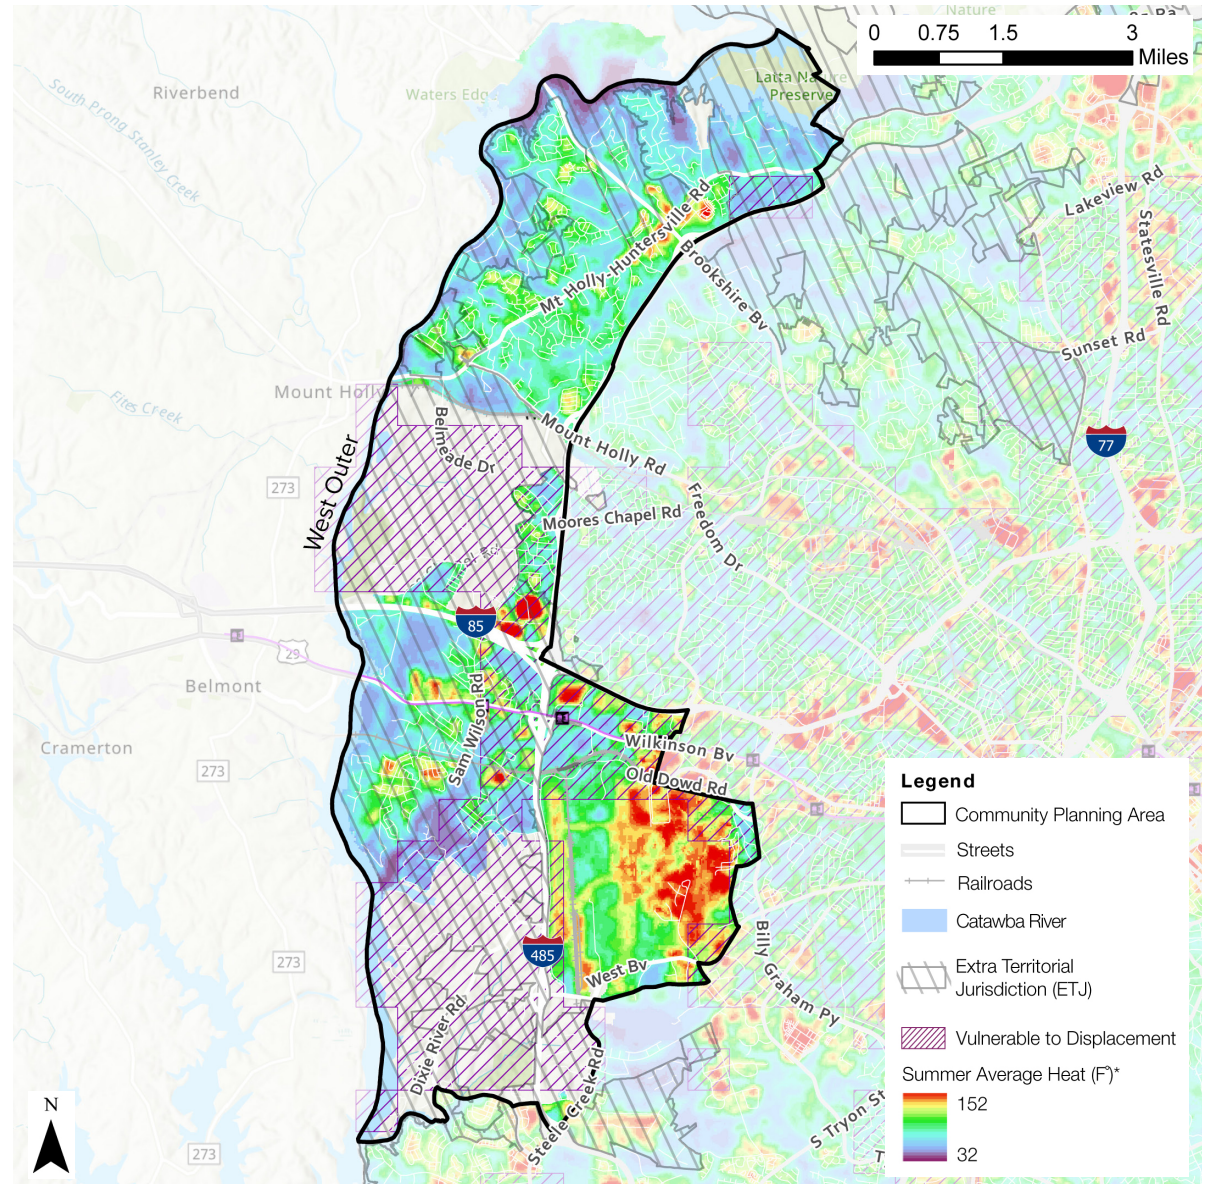 Nature
0 0.75 1.5 3
Miles
Riverbend
Waters Edge
Latta Nature
Preserve
South Prong Stanley
Creek
Lakeview Rd
Statesville Rd
Mt Holly-Huntersville Rd
Brookshire Bv
Sunset Rd
Mount Holly
Fites Creek
Belmeade Dr
Mount Holly Rd
77
West Outer
273
Freedom Dr
Moores Chapel Rd
85
29
Belmont
Sam Wilson Rd
Cramerton
Wilkinson Bv
273
Old Dowd Rd
Legend
Community Planning Area
Streets
Railroads
Catawba River
Extra Territorial
Jurisdiction (ETJ)
Vulnerable to Displacement
Summer Average Heat (F°)*
152
32
485
273
West Bv
Billy Graham Py
Dixie River Rd
Steele Creek Rd
S Tryon St
N
273